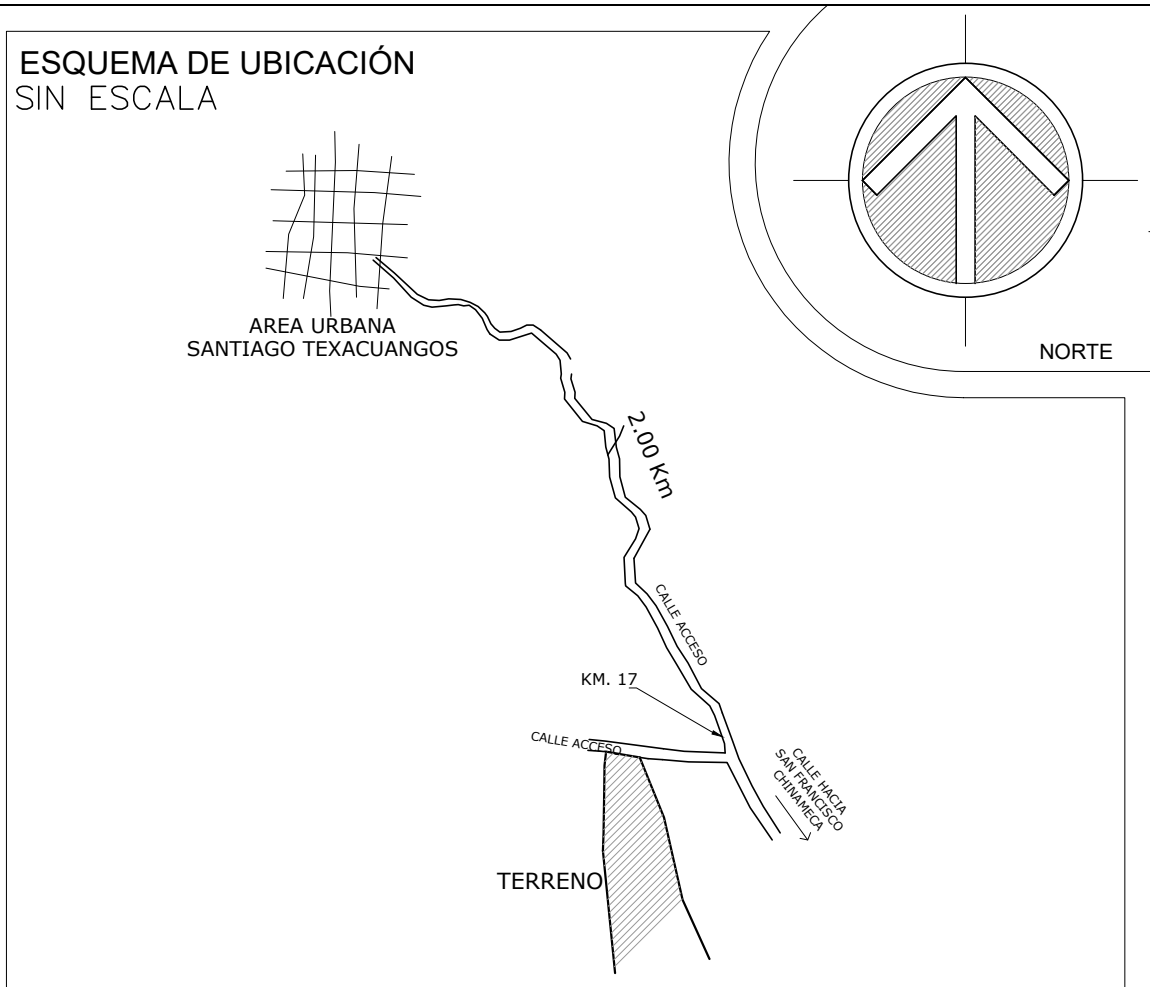 ESQUEMA DE UBICACIÓN
SIN ESCALA
NORTE
AREA URBANA
SANTIAGO TEXACUANGOS
2.00 Km
CALLE ACCESO
KM. 17
CALLE ACCESO
CALLE HACIA
SAN FRANCISCO
CHINAMECA
TERRENO